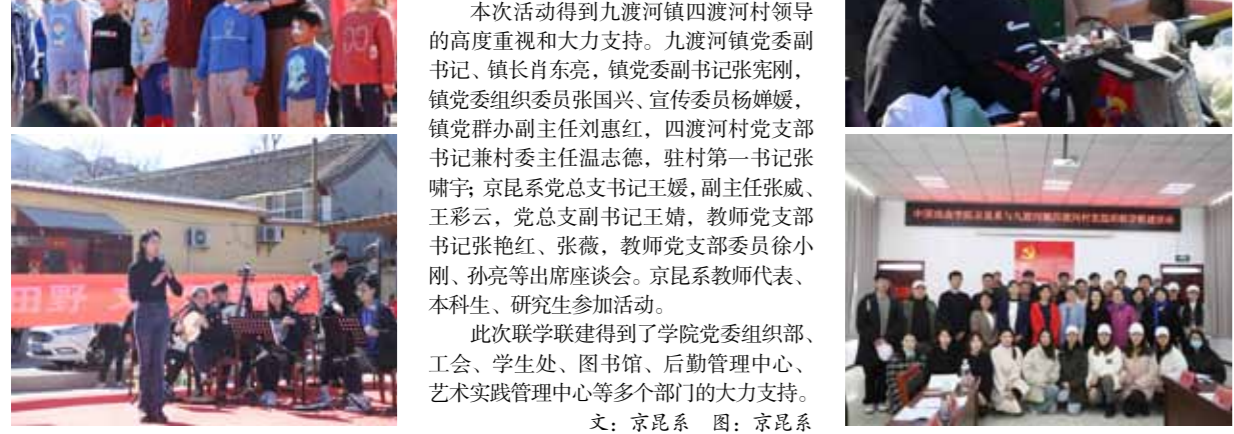 本次活动得到九渡河镇四渡河村领导
的高度重视和大力支持。九渡河镇党委副
书记、镇长肖东亮，镇党委副书记张宪刚，
镇党委组织委员张国兴、宣传委员杨婵媛，
镇党群办副主任刘惠红，四渡河村党支部
书记兼村委主任温志德，驻村第一书记张
啸宇；京昆系党总支书记王媛，副主任张威、
王彩云，党总支副书记王婧，教师党支部
书记张艳红、张薇，教师党支部委员徐小
刚、孙亮等出席座谈会。京昆系教师代表、
本科生、研究生参加活动。
此次联学联建得到了学院党委组织部、
工会、学生处、图书馆、后勤管理中心、
艺术实践管理中心等多个部门的大力支持。
文：京昆系　图：京昆系
田野 文